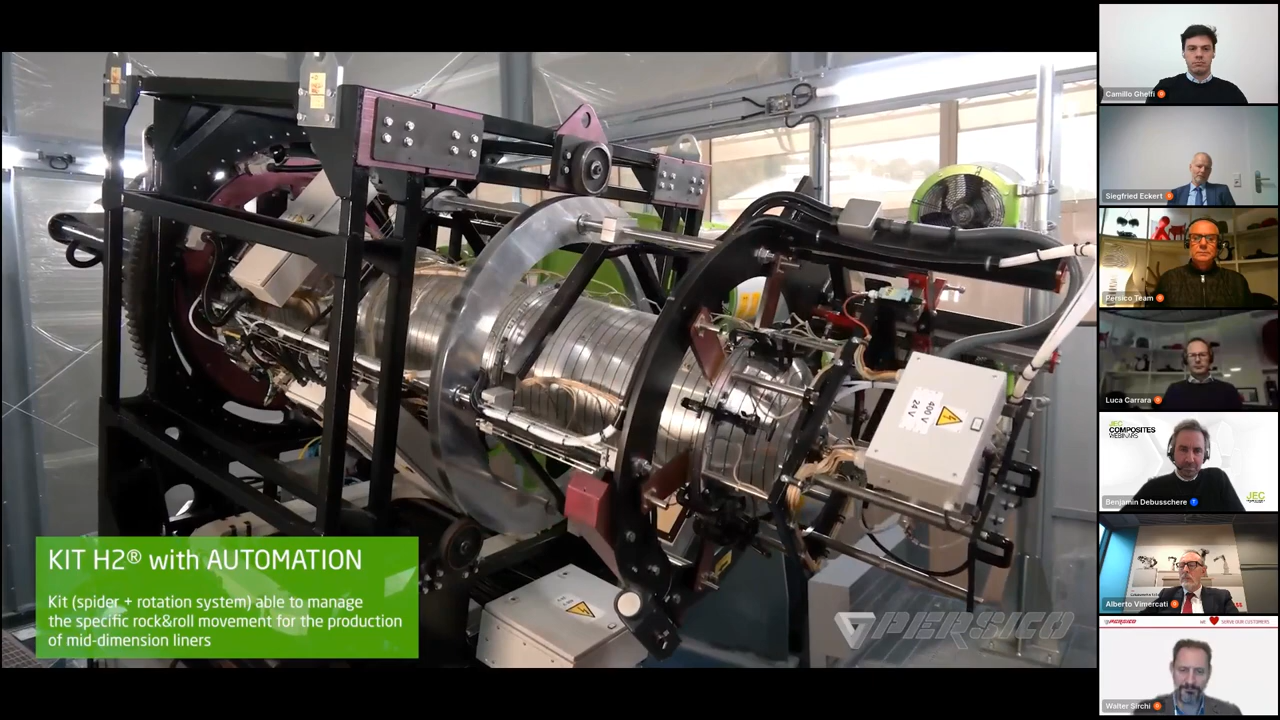 KIT H2® with AUTOMATION
Kit (spider + rotation system) able to manage
the specific rock&roll movement for the production
of mid-dimension liners
400 V
24 V
PERSICO
Camillo Ghelfi
Siegfried Eckert
Persico Team
Luca Carrara
JEC
COMPOSITES
WEBINARS
JEC
Benjamin Debusschere
Alberto Vimercati
PERSICO
WE
SERVE OUR CUSTOMERS
Walter Sirchi